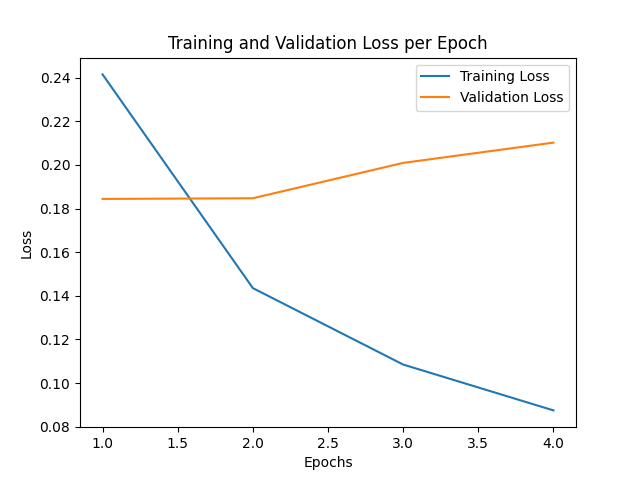 Training and Validation Loss per Epoch
Training Loss
Validation Loss
Loss
0.24
0.22
0.20
0.18
0.16
0.14
0.12
0.10
0.08
1.0 1.5 2.0 2.5 3.0 3.5 4.0
Epochs